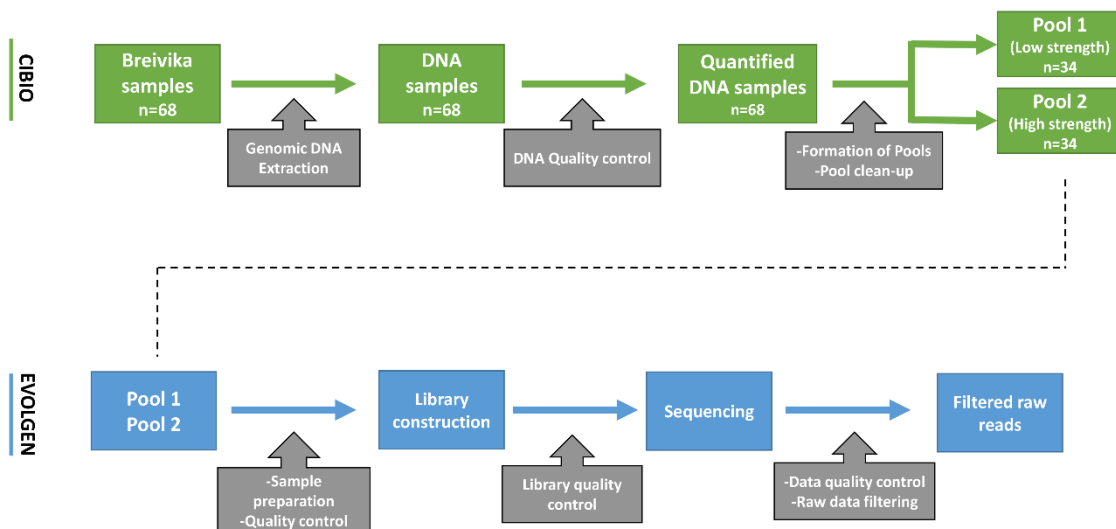 CIBIO
Breivika
samples
n=68
Genomic DNA
Extraction
DNA
samples
n=68
DNA Quality control
Quantified
DNA samples
n=68
-Formation of Pools
-Pool clean-up
Pool 1
(Low strength)
n=34
Pool 2
(High strength)
n=34
EVOLGEN
Pool 1
Pool 2
-Sample
preparation
-Quality control
Library
construction
Library quality
control
Sequencing
-Data quality control
-Raw data filtering
Filtered raw
reads